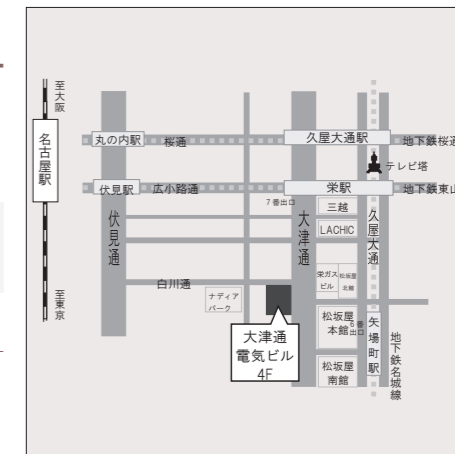 至大阪
名古屋駅
至東京
丸の内駅
桜通
久屋大通駅
地下鉄桜通
テレビ塔
伏見駅
広小路通
栄駅
地下鉄東山
7番出口
伏見通
大津通
三越
LACHIC
久屋大通
白川通
ナディア
パーク
栄ガス
ビル
松坂屋
北館
松坂屋
本館
6番
出口
矢場町駅
地下鉄名城線
松坂屋
南館
大津通
電気ビル
4F